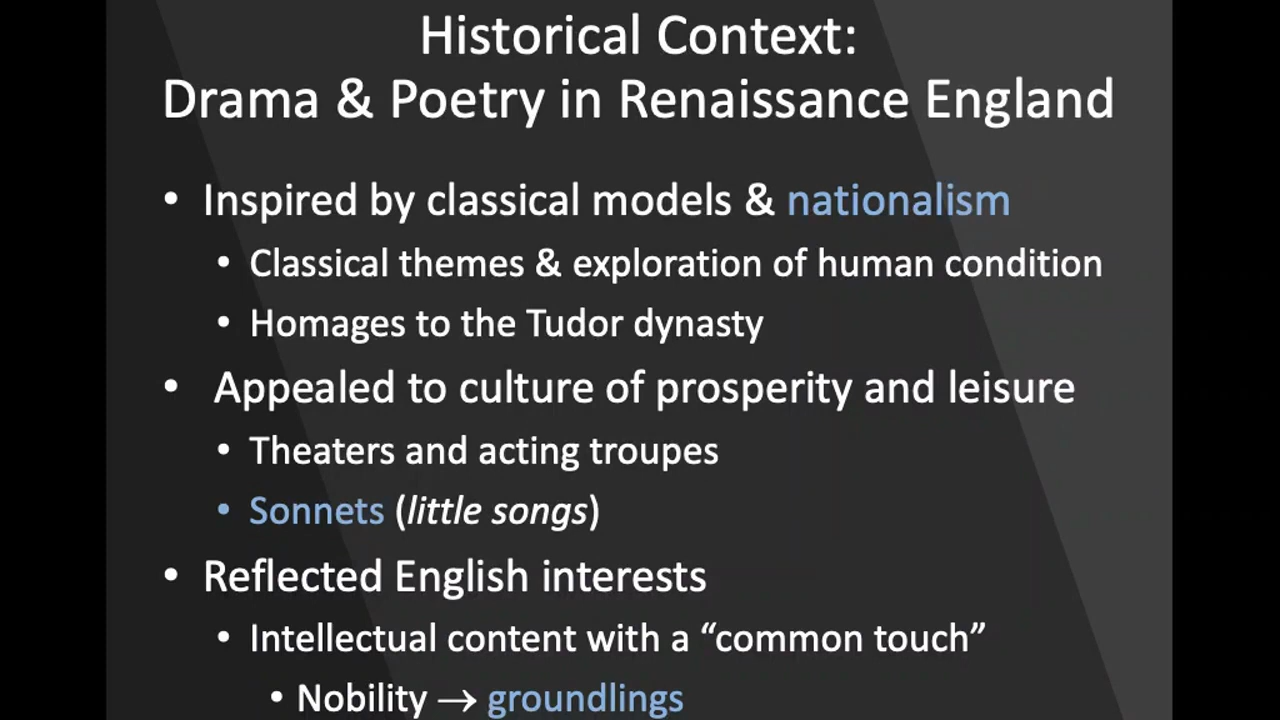 Historical Context:
Drama & Poetry in Renaissance England
• Inspired by classical models & nationalism
• Classical themes & exploration of human condition
• Homages to the Tudor dynasty
• Appealed to culture of prosperity and leisure
• Theaters and acting troupes
• Sonnets (little songs)
• Reflected English interests
• Intellectual content with a “common touch”
• Nobility → groundlings